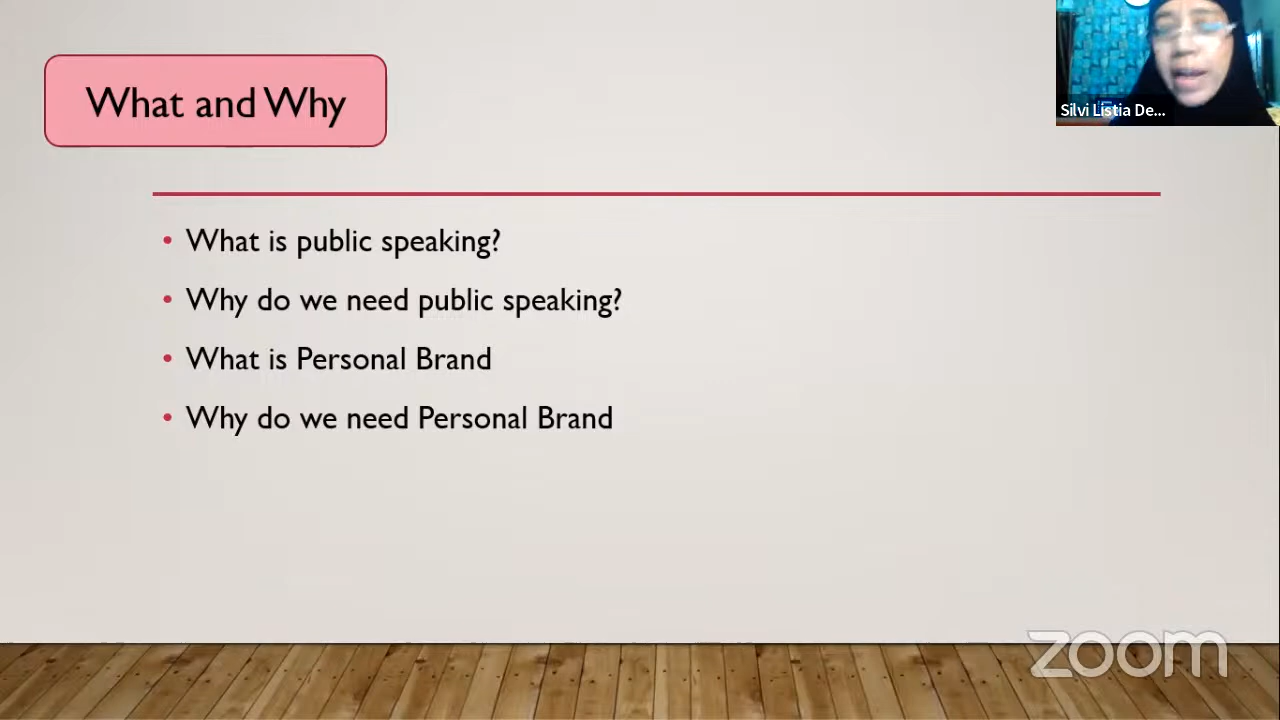 What and Why
Silvi Listia De...
• What is public speaking?
• Why do we need public speaking?
• What is Personal Brand
• Why do we need Personal Brand
zoom